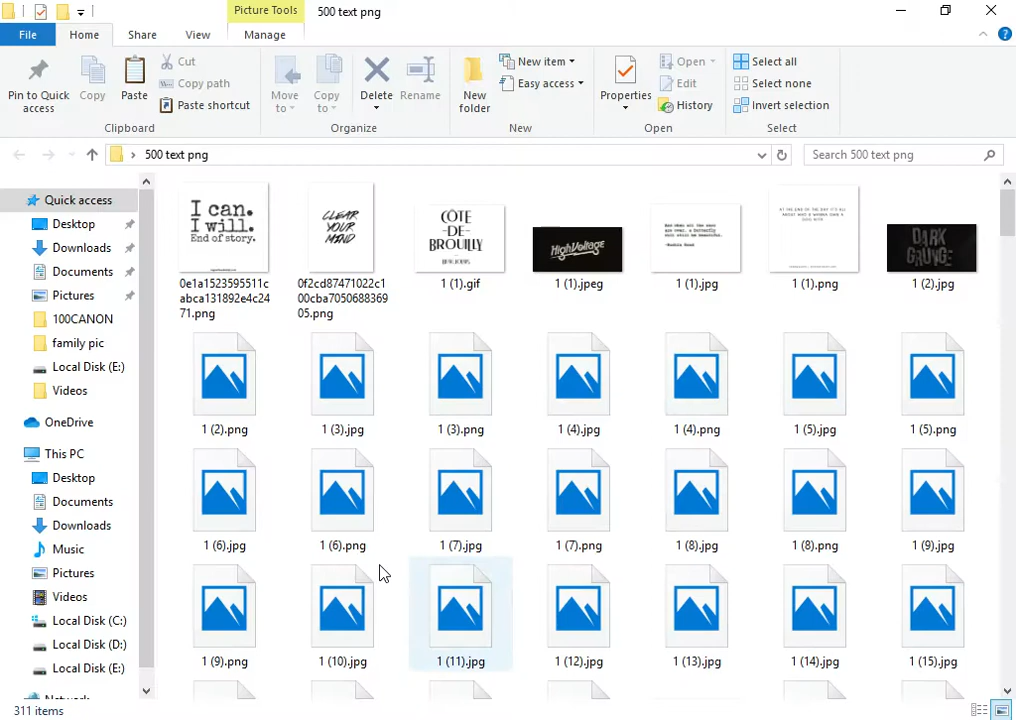 Picture Tools
500 text png
File
Home
Share
View
Manage
Pin to Quick
access
Copy
Paste
Cut
Copy path
Paste shortcut
Clipboard
Move
to
Copy
to
Delete
Rename
Organize
New
folder
New item
Easy access
New
Properties
Open
Edit
History
Open
Select all
Select none
Invert selection
Select
500 text png
Search 500 text png
Quick access
Desktop
Downloads
Documents
Pictures
100CANON
family pic
Local Disk (E:)
Videos
OneDrive
This PC
Desktop
Documents
Downloads
Music
Pictures
Videos
Local Disk (C:)
Local Disk (D:)
Local Disk (E:)
Network
I can.
I will.
End of story.
CLEAR
YOUR
MIND
CÔTE
-DE-
BROUILLY
HighVoltage
DARK
GRUNGE
0e1a1523595511c
abca131892e4c24
71.png
0f2cd87471022c1
00cba7050688369
05.png
1 (1).gif
1 (1).jpeg
1 (1).jpg
1 (1).png
1 (2).jpg
1 (2).png
1 (3).jpg
1 (3).png
1 (4).jpg
1 (4).png
1 (5).jpg
1 (5).png
1 (6).jpg
1 (6).png
1 (7).jpg
1 (7).png
1 (8).jpg
1 (8).png
1 (9).jpg
1 (9).png
1 (10).jpg
1 (11).jpg
1 (12).jpg
1 (13).jpg
1 (14).jpg
1 (15).jpg
311 items